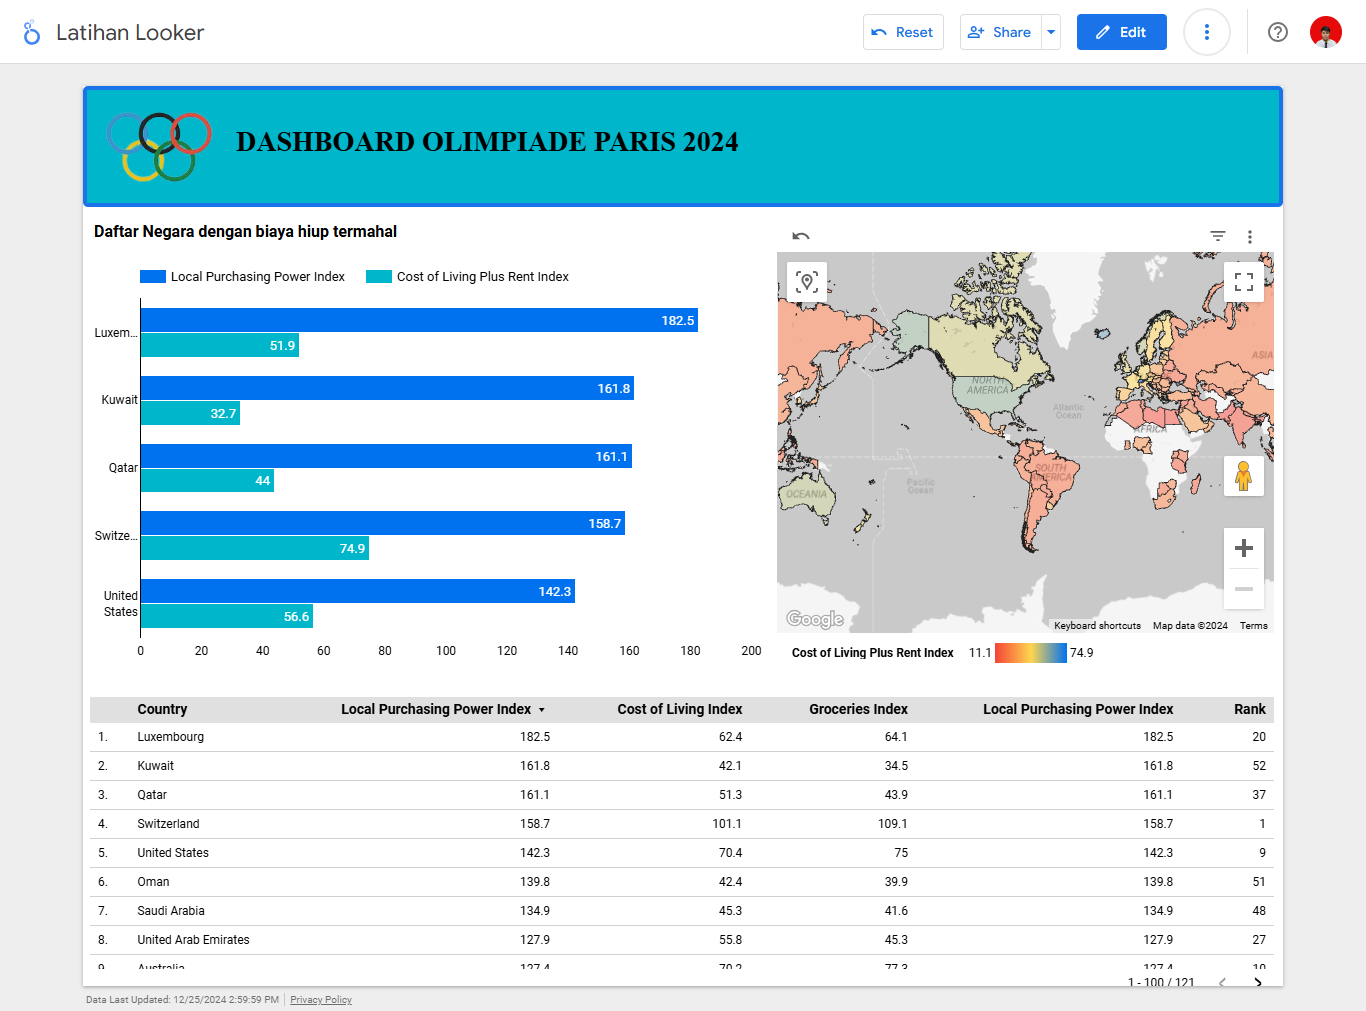 Latihan Looker
Reset
Share
Edit
DASHBOARD OLIMPIADE PARIS 2024
Daftar Negara dengan biaya hiup termahal
Local Purchasing Power Index
Cost of Living Plus Rent Index
Luxem...
182.5
51.9
Kuwait
161.8
32.7
Qatar
161.1
44
Switze...
158.7
74.9
United
States
142.3
56.6
0 20 40 60 80 100 120 140 160 180 200
ASIA
NORTH
AMERICA
Atlantic
Ocean
AFRICA
SOUTH
AMERICA
Pacific
Ocean
OCEANIA
Google
Keyboard shortcuts Map data ©2024 Terms
Cost of Living Plus Rent Index 11.1 74.9
Country Local Purchasing Power Index Cost of Living Index Groceries Index Local Purchasing Power Index Rank
1. Luxembourg 182.5 62.4 64.1 182.5 20
2. Kuwait 161.8 42.1 34.5 161.8 52
3. Qatar 161.1 51.3 43.9 161.1 37
4. Switzerland 158.7 101.1 109.1 158.7 1
5. United States 142.3 70.4 75 142.3 9
6. Oman 139.8 42.4 39.9 139.8 51
7. Saudi Arabia 134.9 45.3 41.6 134.9 48
8. United Arab Emirates 127.9 55.8 45.3 127.9 27
9. Australia 127.4 70.2 77.3 127.4 10
1 - 100 / 121
Data Last Updated: 12/25/2024 2:59:59 PM Privacy Policy